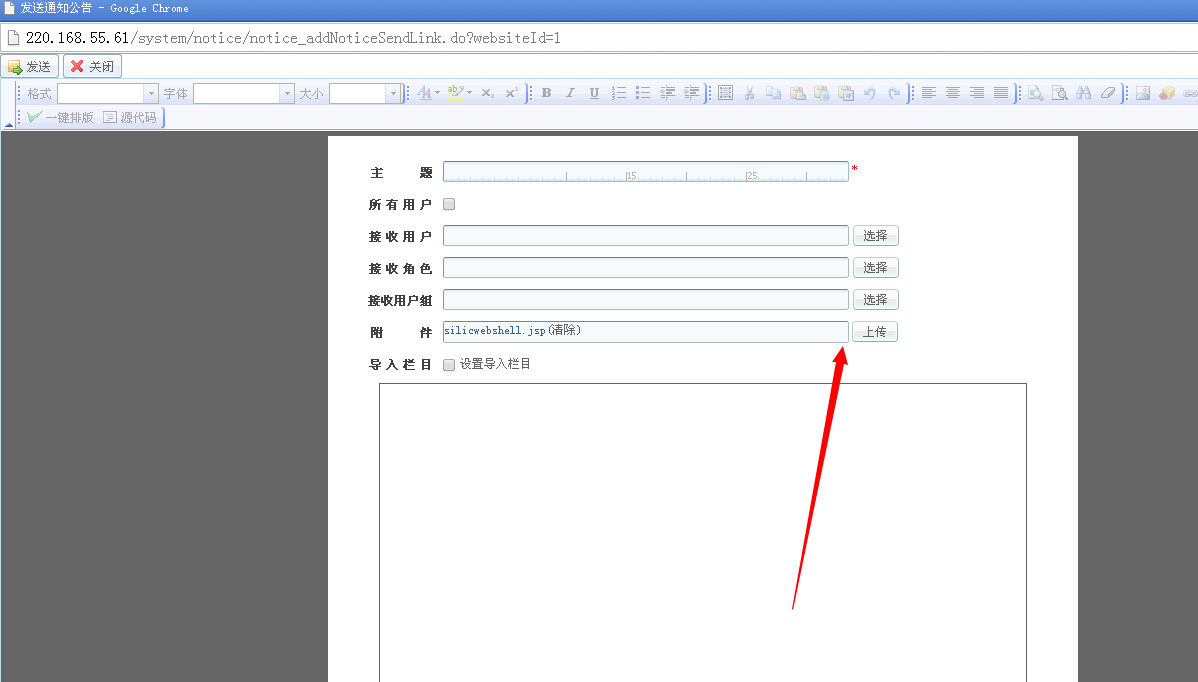 发送通知公告 - Google Chrome
220.168.55.61/system/notice/notice_addNoticeSendLink.do?websiteId=1
发送 关闭
格式 字体 大小
一键排版 源代码
主 题 15 25 *
所有用户
接收用户 选择
接收角色 选择
接收用户组 选择
附 件 silicwebshell.jsp(清除) 上传
导入栏目 设置导入栏目